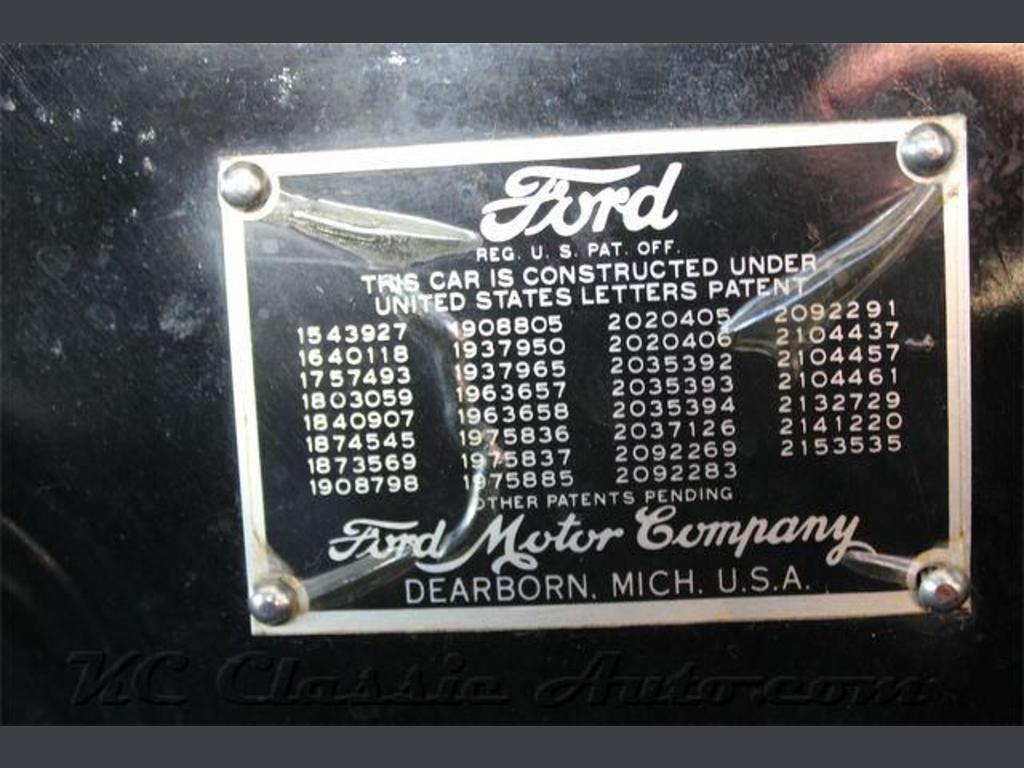 Ford
REG. U. S. PAT. OFF.
THIS CAR IS CONSTRUCTED UNDER
UNITED STATES LETTERS PATENT
1543927 1908805 2020405 2092291
1640118 1937950 2020406 2104437
1757493 1937965 2035392 2104457
1803059 1963657 2035393 2104461
1840907 1963658 2035394 2132729
1874545 1975836 2037126 2141220
1873569 1975837 2092269 2153535
1908798 1975885 2092283
OTHER PATENTS PENDING
Ford Motor Company
DEARBORN, MICH. U.S.A.
KC Classic Auto.com